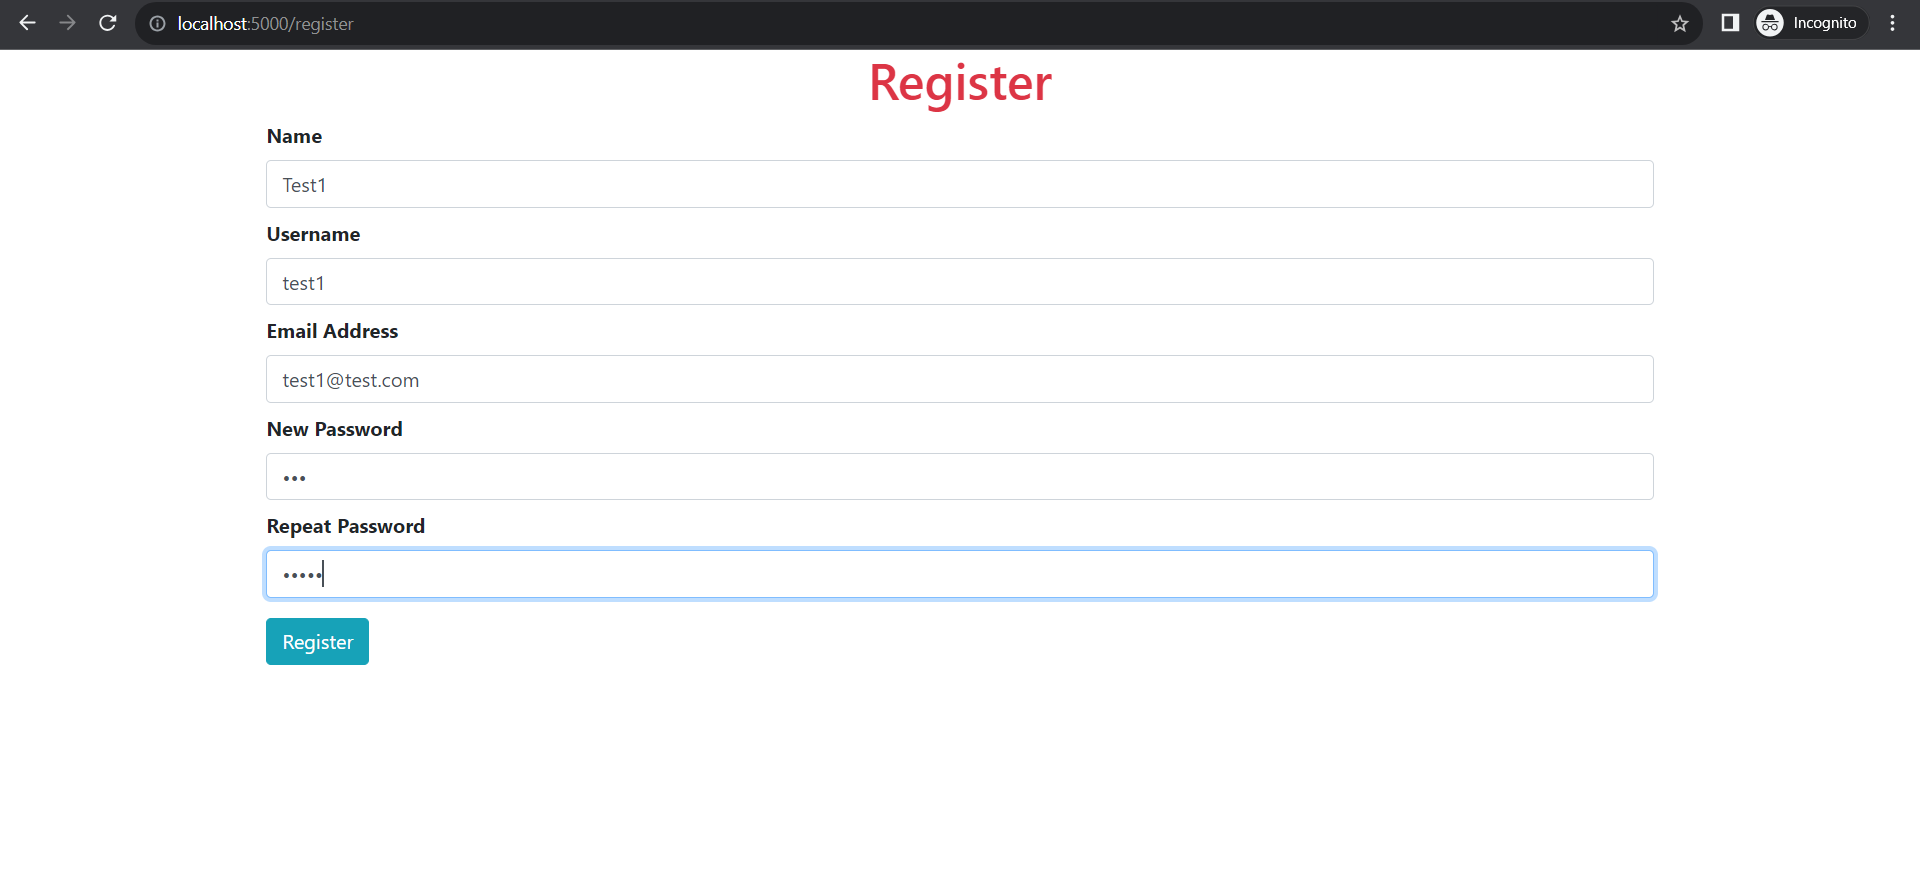 localhost:5000/register
Incognito
Register
Name
Test1
Username
test1
Email Address
test1@test.com
New Password
•••
Repeat Password
•••••
Register